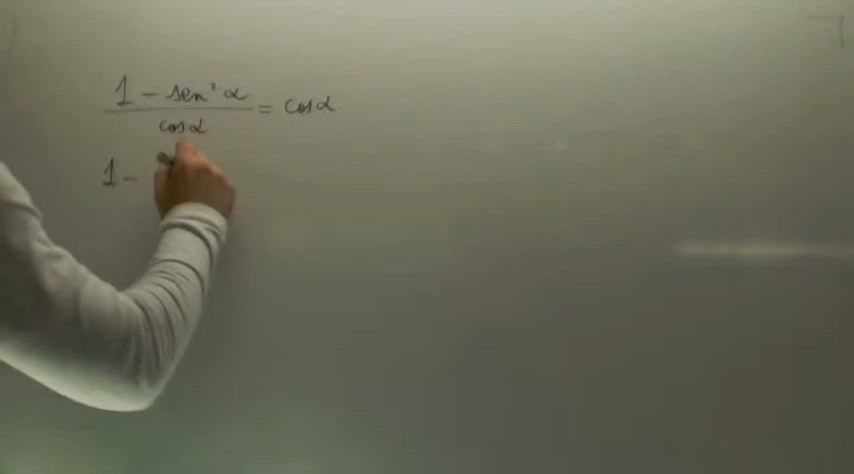 1 - sen² α
cos α
= cos α
1 -